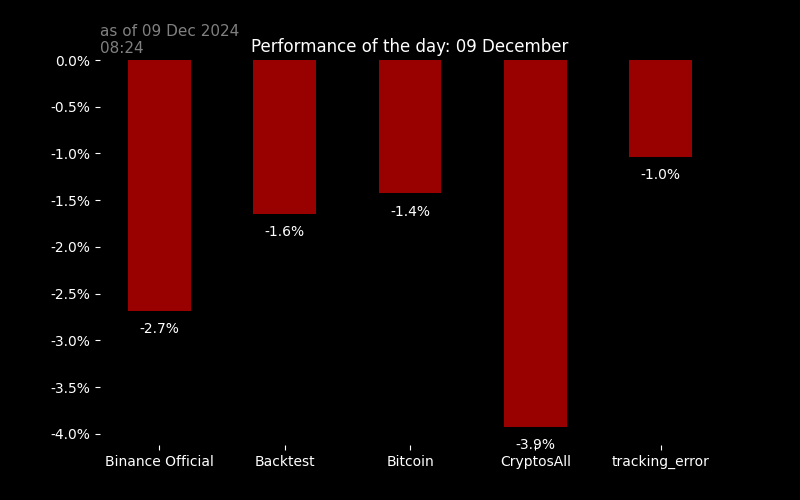 as of 09 Dec 2024
08:24
Performance of the day: 09 December
0.0%
-0.5%
-1.0%
-1.5%
-2.0%
-2.5%
-3.0%
-3.5%
-4.0%
-2.7%
-1.6%
-1.4%
-3.9%
-1.0%
Binance Official
Backtest
Bitcoin
CryptosAll
tracking_error